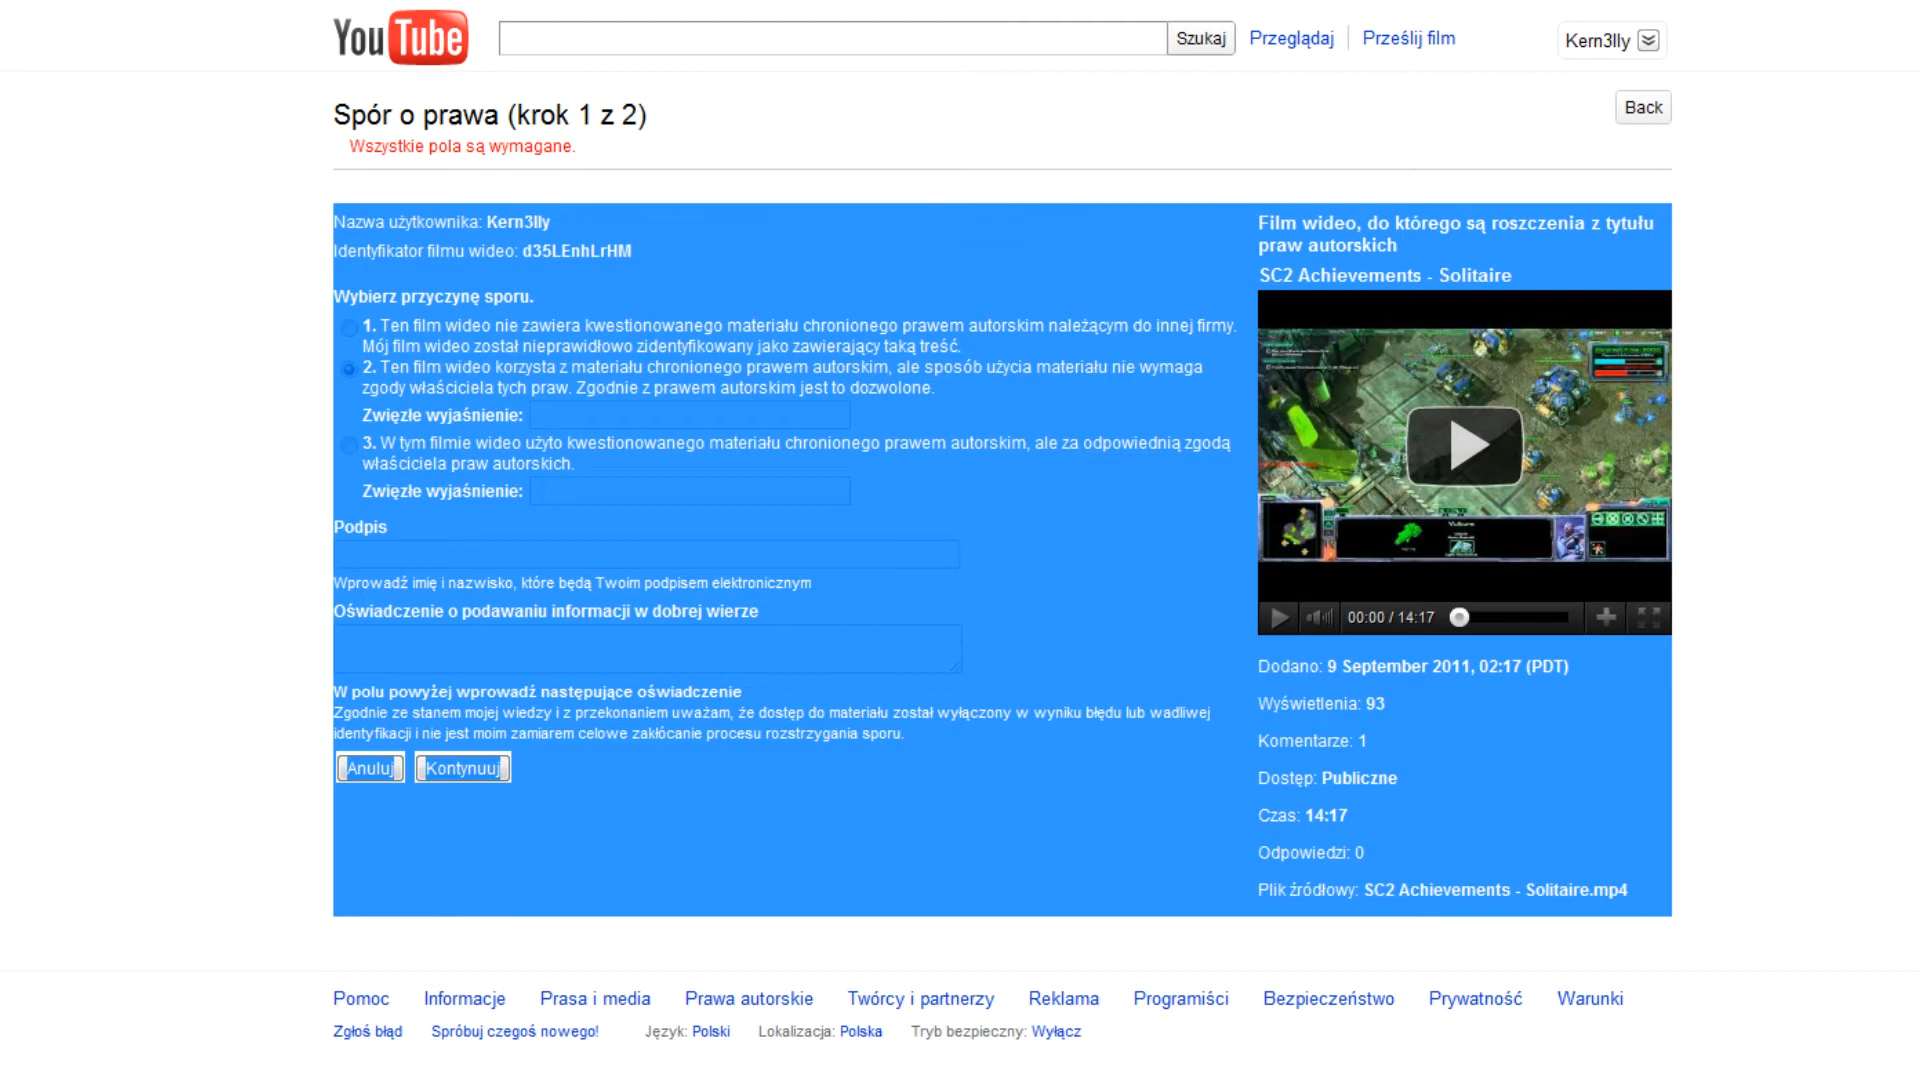 YouTube
Szukaj
Przeglądaj
Prześlij film
Kern3lly
Spór o prawa (krok 1 z 2)
Back
Wszystkie pola są wymagane.
Nazwa użytkownika: Kern3lly
Identyfikator filmu wideo: d35LEnhLrHM
Wybierz przyczynę sporu.
1. Ten film wideo nie zawiera kwestionowanego materiału chronionego prawem autorskim należącym do innej firmy.
Mój film wideo został nieprawidłowo zidentyfikowany jako zawierający taką treść.
2. Ten film wideo korzysta z materiału chronionego prawem autorskim, ale sposób użycia materiału nie wymaga
zgody właściciela tych praw. Zgodnie z prawem autorskim jest to dozwolone.
Zwięzłe wyjaśnienie:
3. W tym filmie wideo użyto kwestionowanego materiału chronionego prawem autorskim, ale za odpowiednią zgodą
właściciela praw autorskich.
Zwięzłe wyjaśnienie:
Podpis
Wprowadź imię i nazwisko, które będą Twoim podpisem elektronicznym
Oświadczenie o podawaniu informacji w dobrej wierze
W polu powyżej wprowadź następujące oświadczenie
Zgodnie ze stanem mojej wiedzy i z przekonaniem uważam, że dostęp do materiału został wyłączony w wyniku błędu lub wadliwej
identyfikacji i nie jest moim zamiarem celowe zakłócanie procesu rozstrzygania sporu.
Anuluj
Kontynuuj
Film wideo, do którego są roszczenia z tytułu
praw autorskich
SC2 Achievements - Solitaire
Vulture
00:00 / 14:17
Dodano: 9 September 2011, 02:17 (PDT)
Wyświetlenia: 93
Komentarze: 1
Dostęp: Publiczne
Czas: 14:17
Odpowiedzi: 0
Plik źródłowy: SC2 Achievements - Solitaire.mp4
Pomoc
Informacje
Prasa i media
Prawa autorskie
Twórcy i partnerzy
Reklama
Programiści
Bezpieczeństwo
Prywatność
Warunki
Zgłoś błąd
Spróbuj czegoś nowego!
Język: Polski
Lokalizacja: Polska
Tryb bezpieczny: Wyłącz